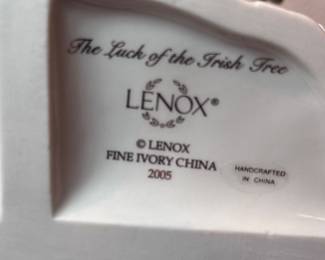 The Luck of the Irish Tree
LENOX®
© LENOX
FINE IVORY CHINA
2005
HANDCRAFTED
IN CHINA